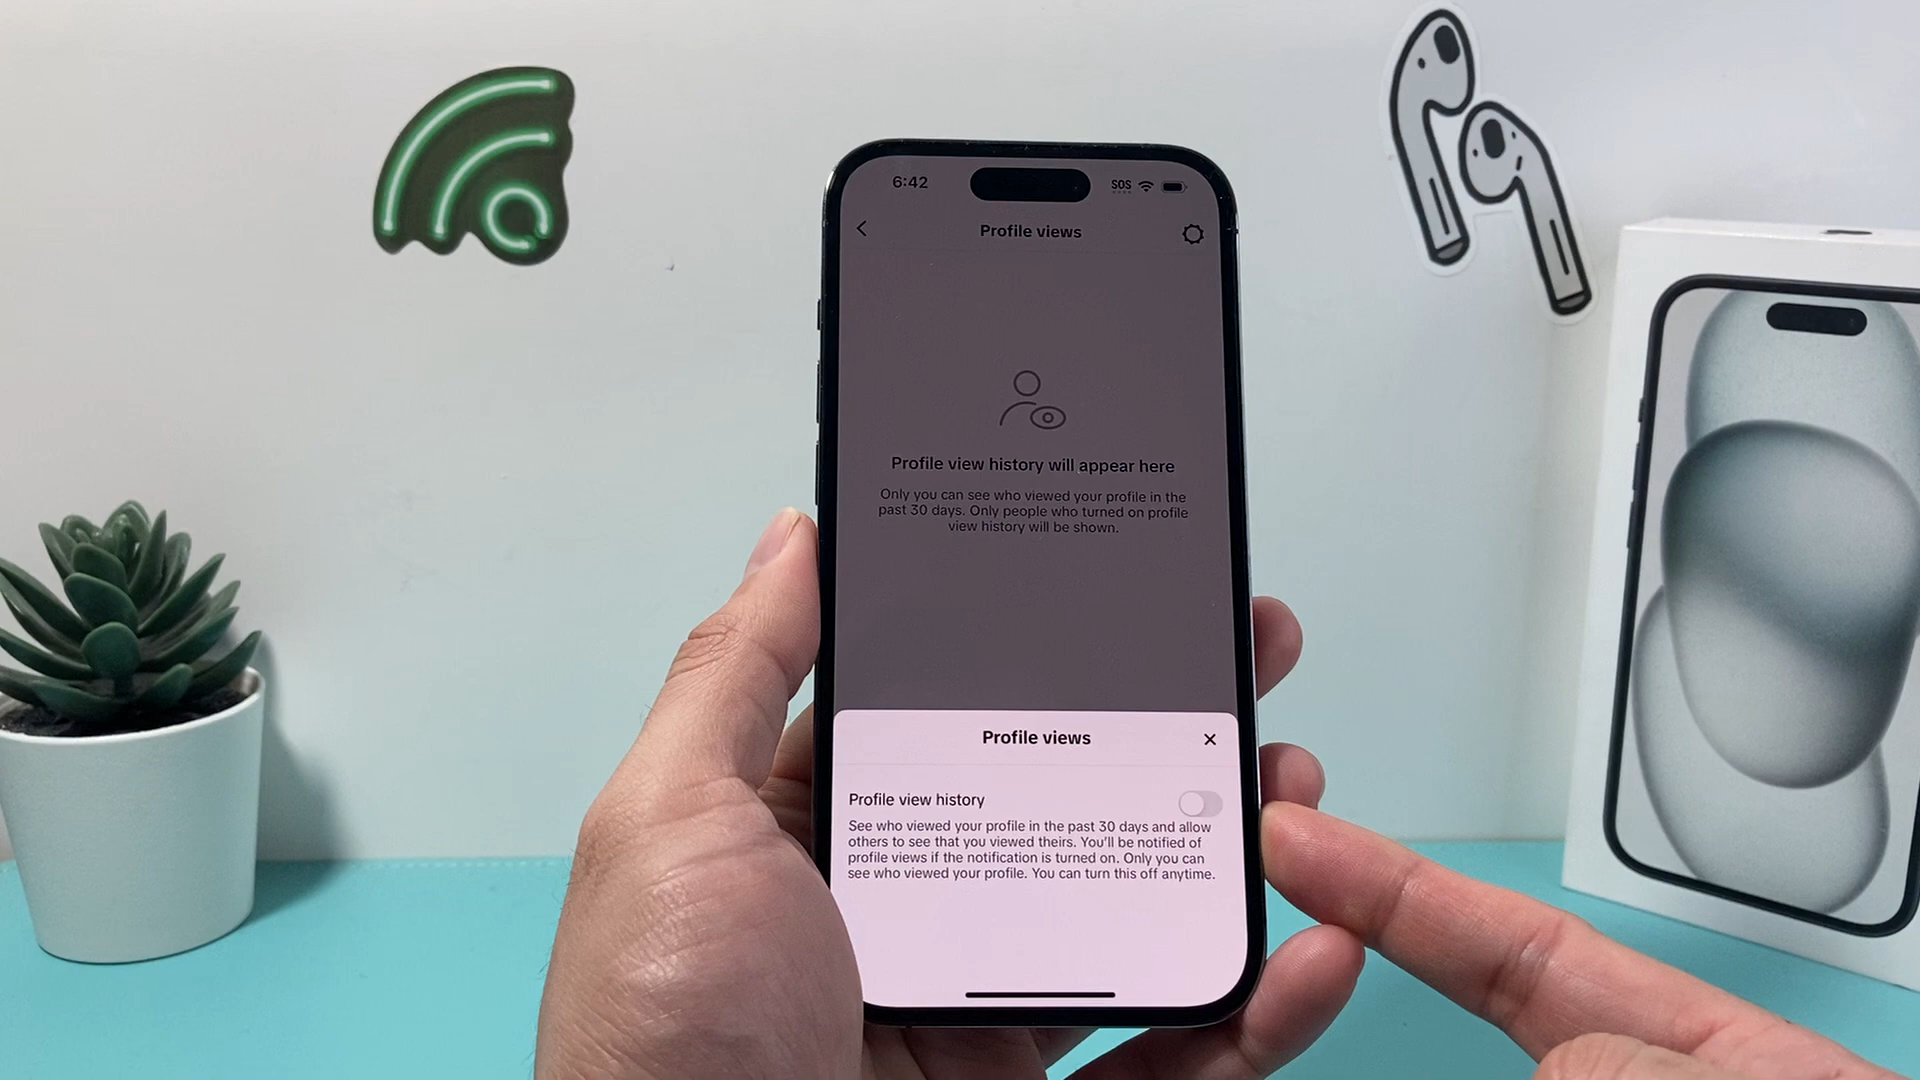 6:42
SOS
Profile views
Profile view history will appear here
Only you can see who viewed your profile in the
past 30 days. Only people who turned on profile
view history will be shown.
Profile views
Profile view history
See who viewed your profile in the past 30 days and allow
others to see that you viewed theirs. You'll be notified of
profile views if the notification is turned on. Only you can
see who viewed your profile. You can turn this off anytime.